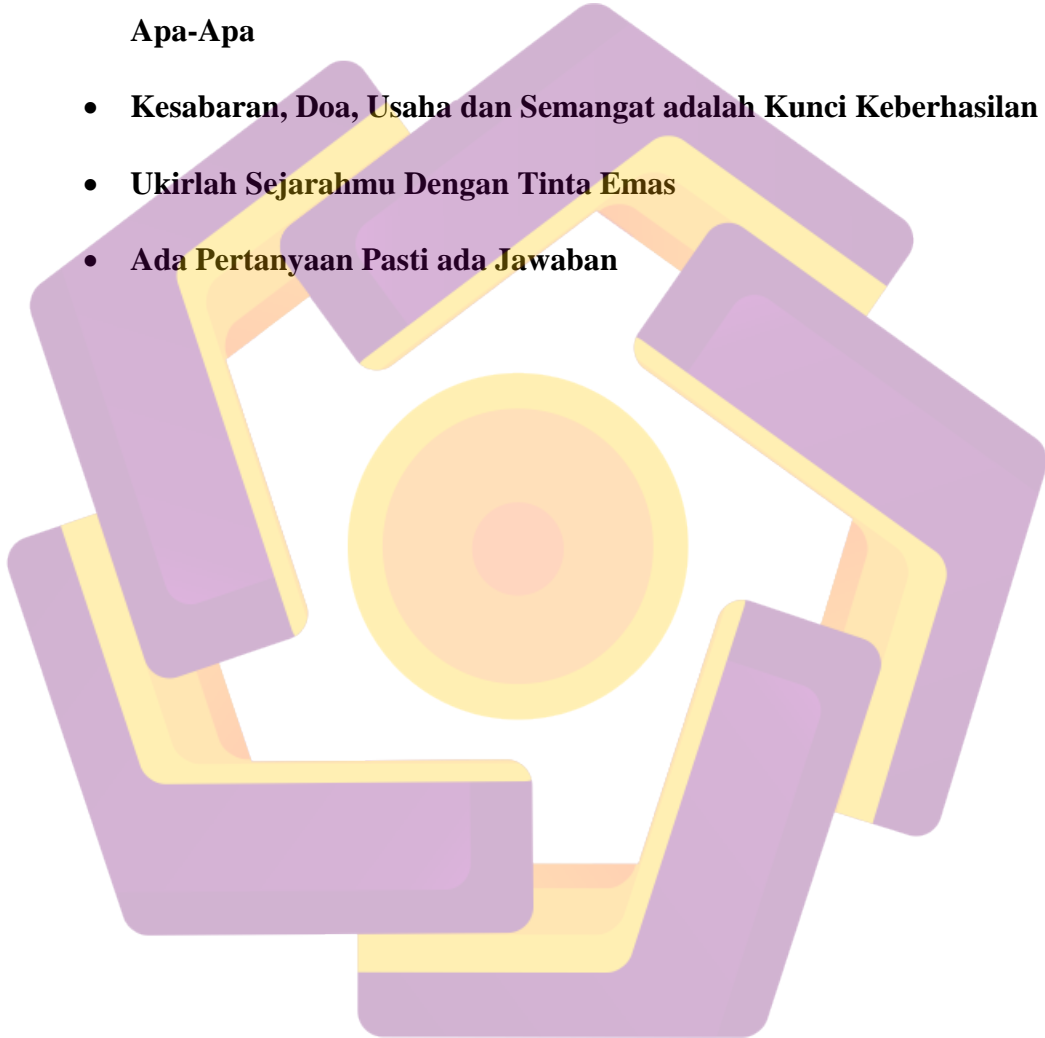 Apa-Apa
• Kesabaran, Doa, Usaha dan Semangat adalah Kunci Keberhasilan
• Ukirlah Sejarahmu Dengan Tinta Emas
• Ada Pertanyaan Pasti ada Jawaban